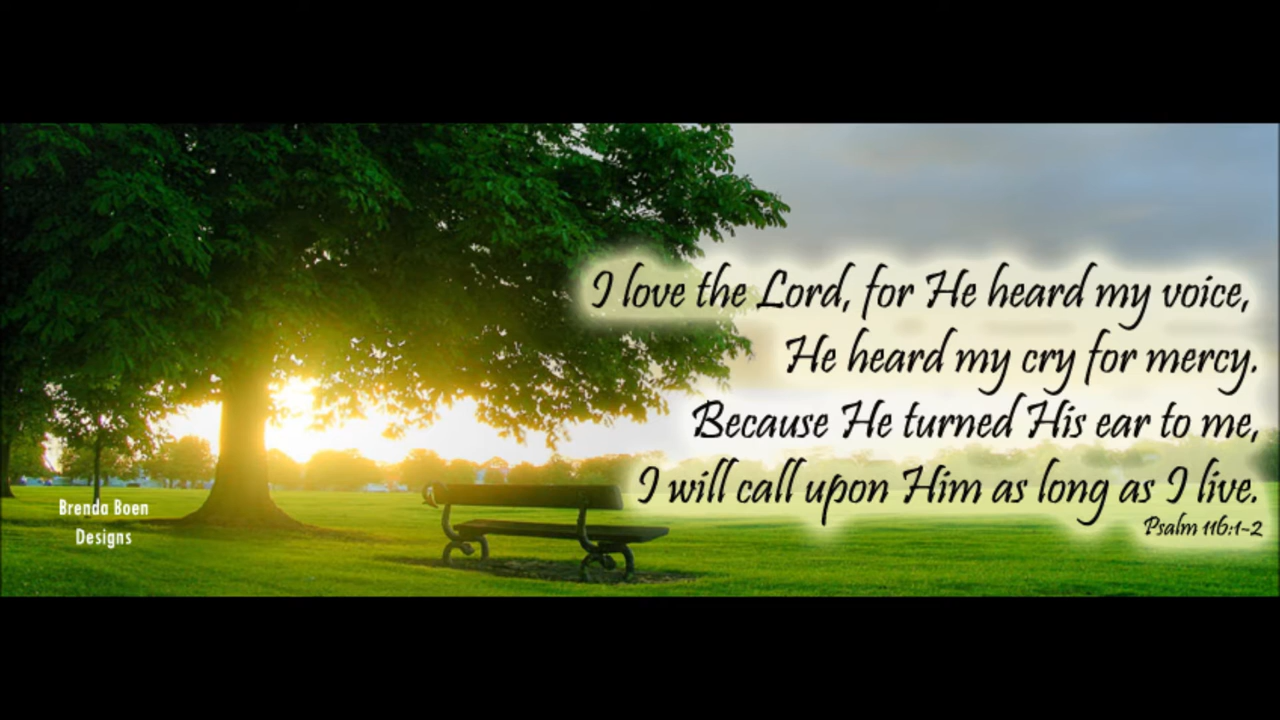 I love the Lord, for He heard my voice,
He heard my cry for mercy.
Because He turned His ear to me,
I will call upon Him as long as I live.
Psalm 116:1-2
Brenda Boen
Designs